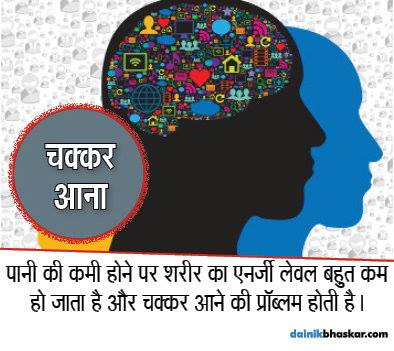 चक्कर
आना
पानी की कमी होने पर शरीर का एनर्जी लेवल बहुत कम
हो जाता है और चक्कर आने की प्रॉब्लम होती है।
dainikbhaskar.com